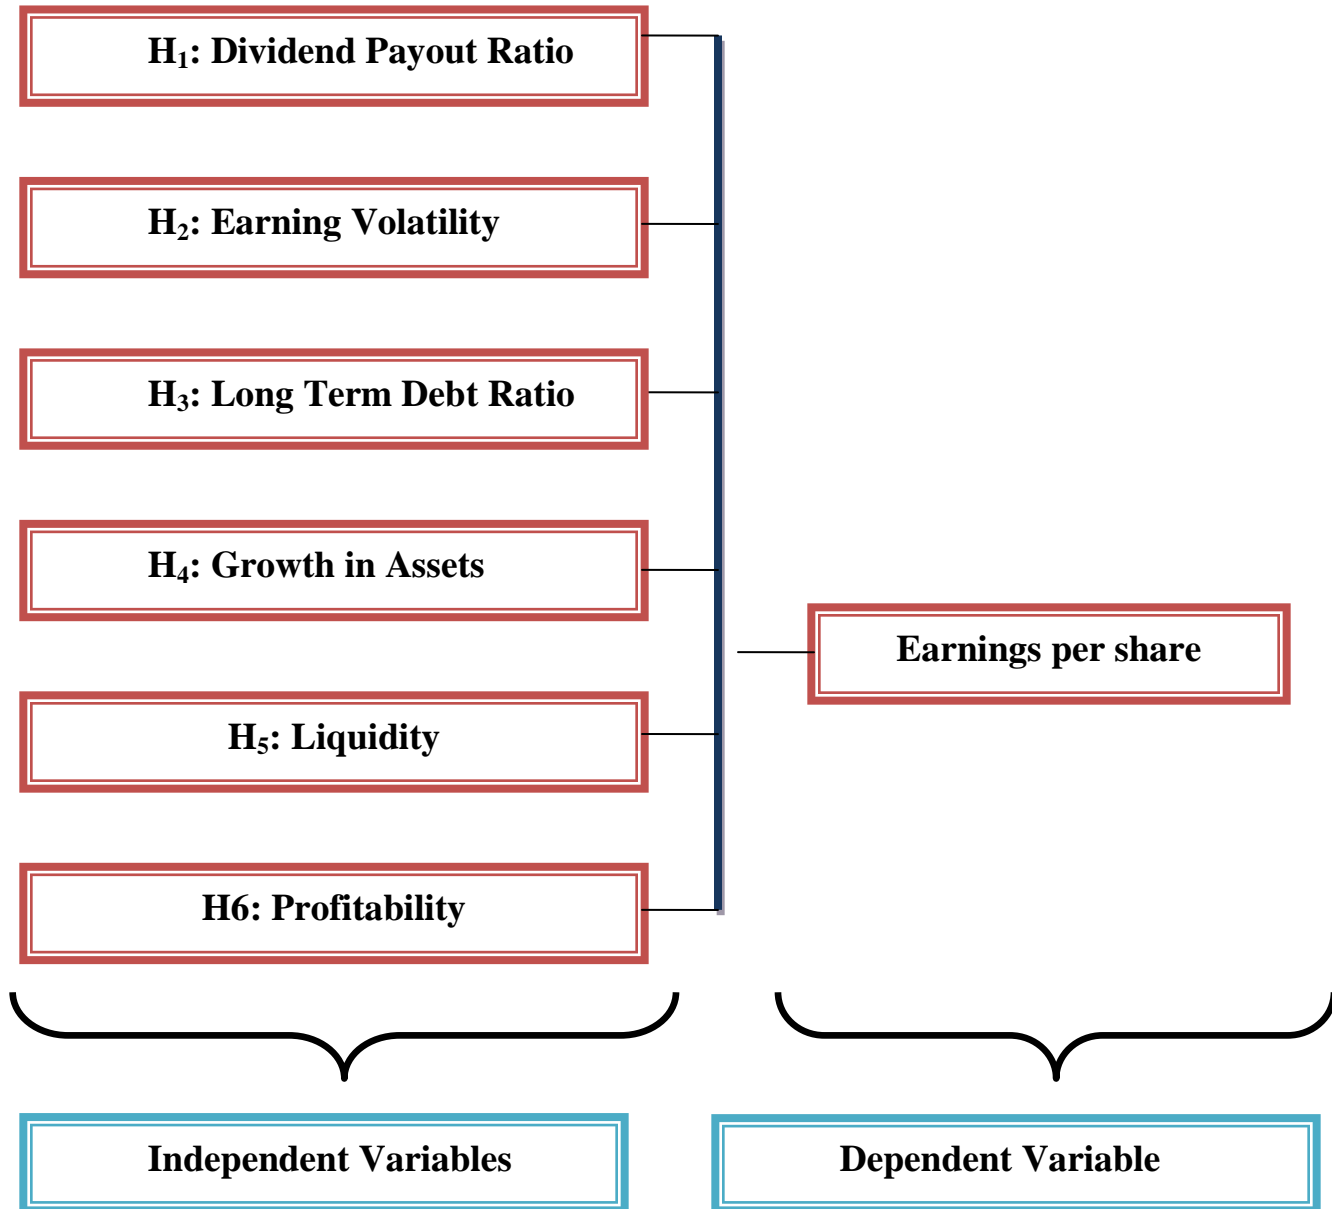 H₁: Dividend Payout Ratio
H₂: Earning Volatility
H₃: Long Term Debt Ratio
H₄: Growth in Assets
Earnings per share
H₅: Liquidity
H6: Profitability
Independent Variables
Dependent Variable